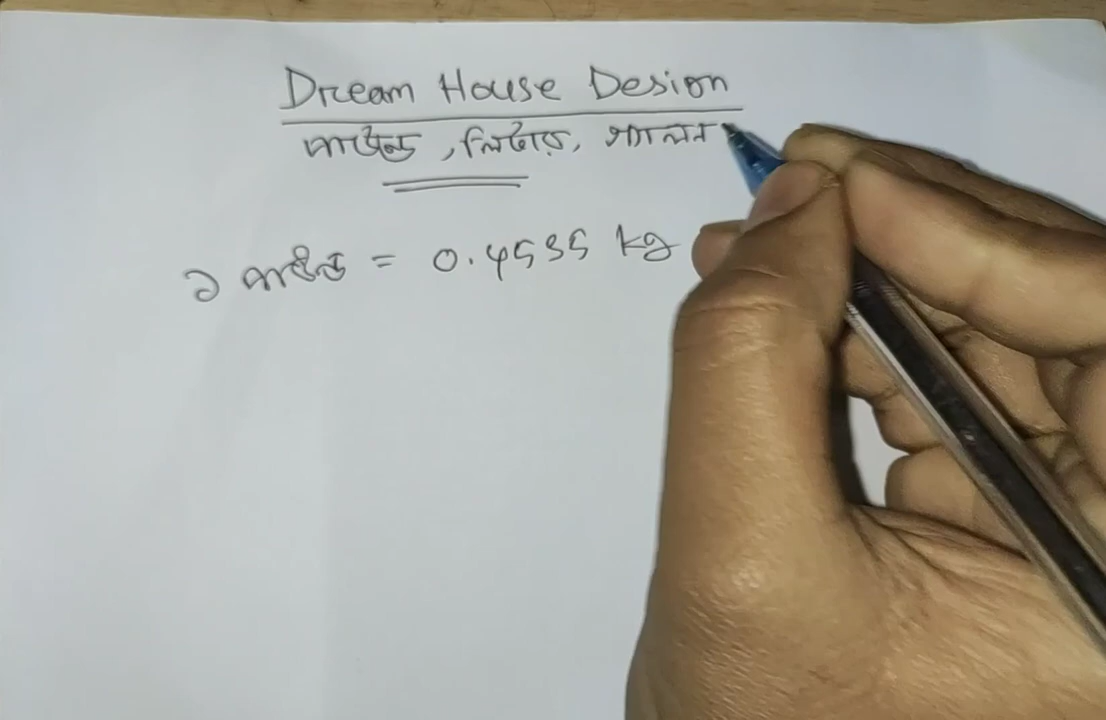 Dream House Design
পাউন্ড, লিটার, গ্যালন
১ পাউন্ড = 0.4535 kg